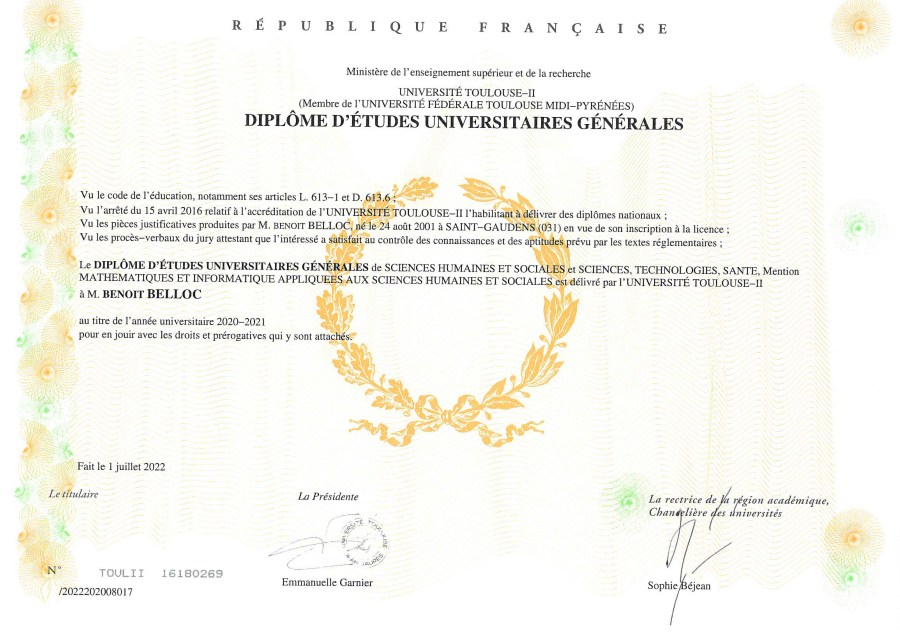 RÉPUBLIQUE FRANÇAISE
Ministère de l'enseignement supérieur et de la recherche
UNIVERSITÉ TOULOUSE−II
(Membre de l'UNIVERSITÉ FÉDÉRALE TOULOUSE MIDI−PYRÉNÉES)
DIPLÔME D'ÉTUDES UNIVERSITAIRES GÉNÉRALES
Vu le code de l'éducation, notamment ses articles L. 613−1 et D. 613.6 ;
Vu l'arrêté du 15 avril 2016 relatif à l'accréditation de l'UNIVERSITÉ TOULOUSE−II l'habilitant à délivrer des diplômes nationaux ;
Vu les pièces justificatives produites par M. BENOIT BELLOC, né le 24 août 2001 à SAINT−GAUDENS (031) en vue de son inscription à la licence ;
Vu les procès−verbaux du jury attestant que l'intéressé a satisfait au contrôle des connaissances et des aptitudes prévu par les textes réglementaires ;
Le DIPLÔME D'ÉTUDES UNIVERSITAIRES GÉNÉRALES de SCIENCES HUMAINES ET SOCIALES et SCIENCES, TECHNOLOGIES, SANTE, Mention
MATHEMATIQUES ET INFORMATIQUE APPLIQUEES AUX SCIENCES HUMAINES ET SOCIALES est délivré par l'UNIVERSITÉ TOULOUSE−II
à M. BENOIT BELLOC
au titre de l'année universitaire 2020−2021
pour en jouir avec les droits et prérogatives qui y sont attachés.
Fait le 1 juillet 2022
Le titulaire
La Présidente
La rectrice de la région académique,
Chancelière des universités
UNIVERSITÉ TOULOUSE
JEAN JAURÈS
Emmanuelle Garnier
Sophie Béjean
N° TOULII 16180269
/2022202008017